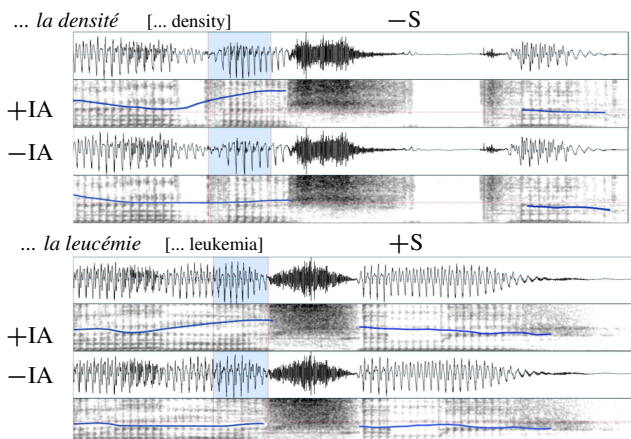 ... la densité [... density] −S
+IA
−IA
... la leucémie [... leukemia] +S
+IA
−IA